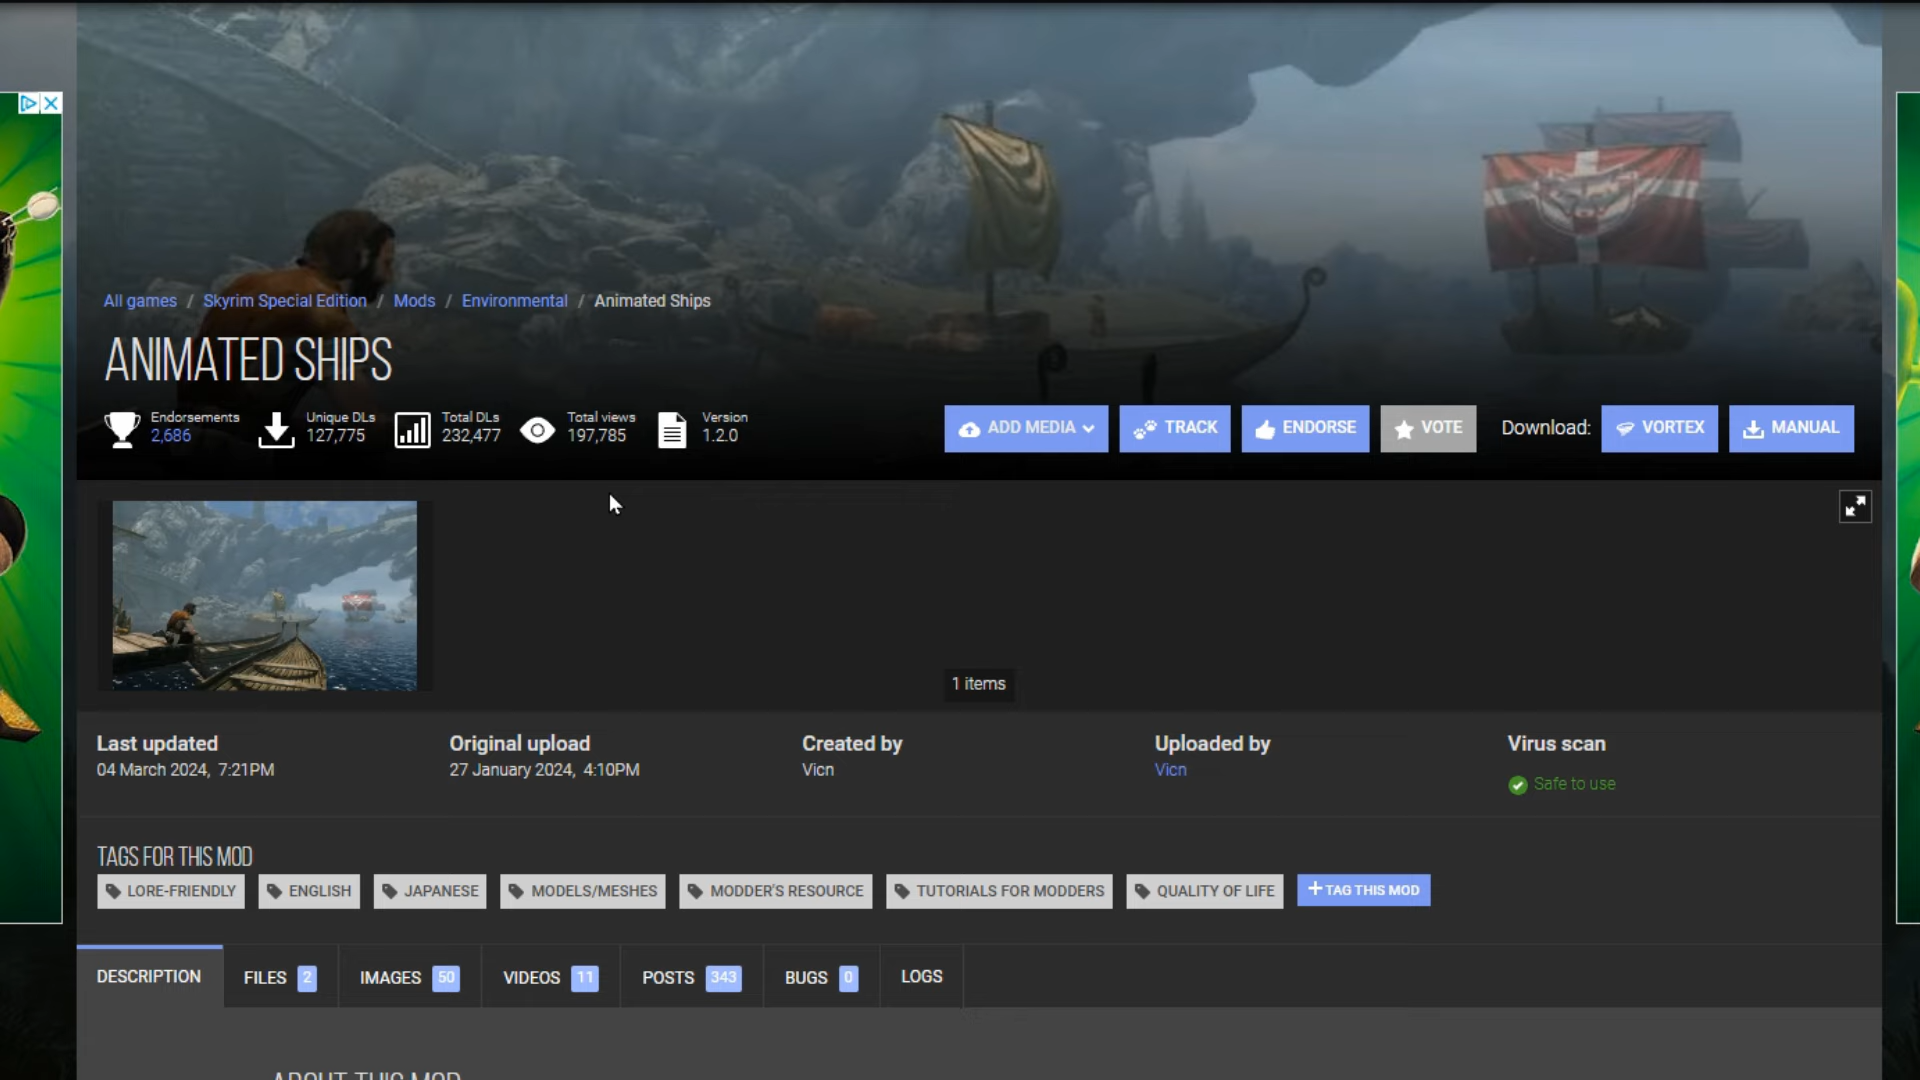 All games / Skyrim Special Edition / Mods / Environmental / Animated Ships
ANIMATED SHIPS
Endorsements
2,686
Unique DLs
127,775
Total DLs
232,477
Total views
197,785
Version
1.2.0
ADD MEDIA
TRACK
ENDORSE
VOTE
Download:
VORTEX
MANUAL
1 items
Last updated
04 March 2024, 7:21PM
Original upload
27 January 2024, 4:10PM
Created by
Vicn
Uploaded by
Vicn
Virus scan
Safe to use
TAGS FOR THIS MOD
LORE-FRIENDLY
ENGLISH
JAPANESE
MODELS/MESHES
MODDER'S RESOURCE
TUTORIALS FOR MODDERS
QUALITY OF LIFE
+ TAG THIS MOD
DESCRIPTION
FILES 2
IMAGES 50
VIDEOS 11
POSTS 343
BUGS 0
LOGS
ABOUT THIS MOD